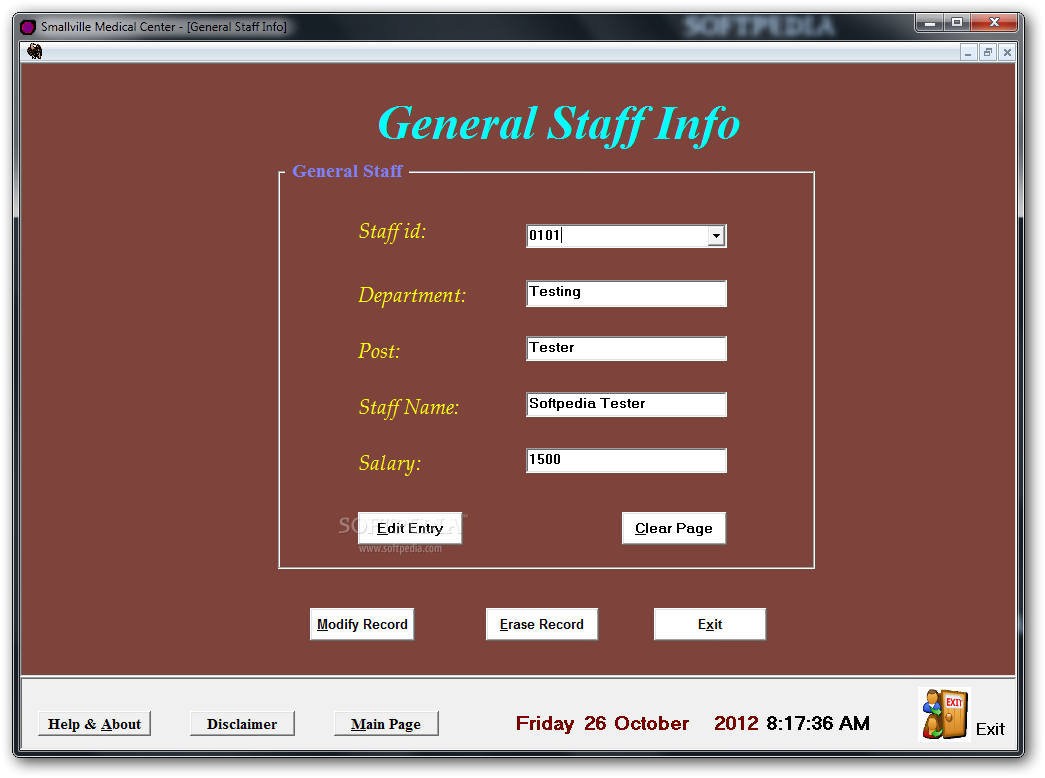 Smallville Medical Center - [General Staff Info]
SOFTPEDIA
General Staff Info
General Staff
Staff id:
0101
Department:
Testing
Post:
Tester
Staff Name:
Softpedia Tester
Salary:
1500
SOFTPEDIA
Edit Entry
Clear Page
www.softpedia.com
Modify Record
Erase Record
Exit
Help & About
Disclaimer
Main Page
Friday 26 October 2012 8:17:36 AM
EXIT
Exit